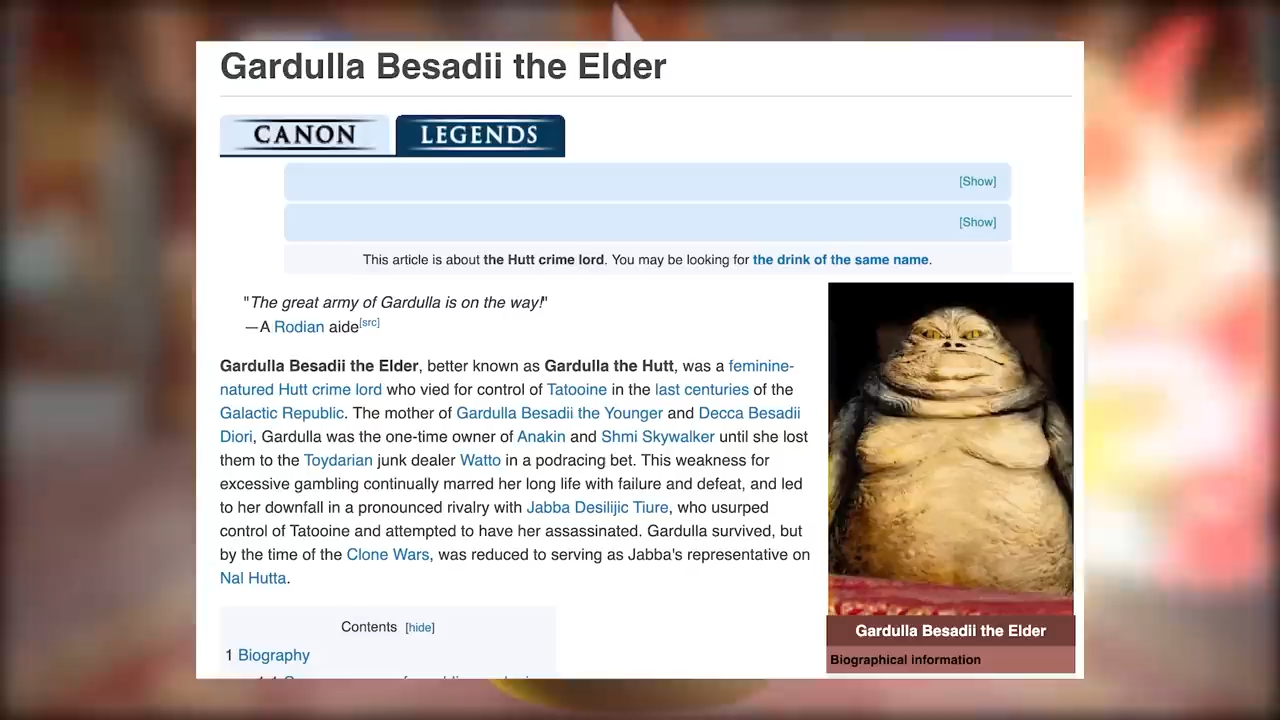 Gardulla Besadii the Elder
CANON
LEGENDS
[Show]
[Show]
This article is about the Hutt crime lord. You may be looking for the drink of the same name.
"The great army of Gardulla is on the way!"
—A Rodian aide[src]
Gardulla Besadii the Elder, better known as Gardulla the Hutt, was a feminine-
natured Hutt crime lord who vied for control of Tatooine in the last centuries of the
Galactic Republic. The mother of Gardulla Besadii the Younger and Decca Besadii
Diori, Gardulla was the one-time owner of Anakin and Shmi Skywalker until she lost
them to the Toydarian junk dealer Watto in a podracing bet. This weakness for
excessive gambling continually marred her long life with failure and defeat, and led
to her downfall in a pronounced rivalry with Jabba Desilijic Tiure, who usurped
control of Tatooine and attempted to have her assassinated. Gardulla survived, but
by the time of the Clone Wars, was reduced to serving as Jabba's representative on
Nal Hutta.
Gardulla Besadii the Elder
Biographical information
Contents [hide]
1 Biography